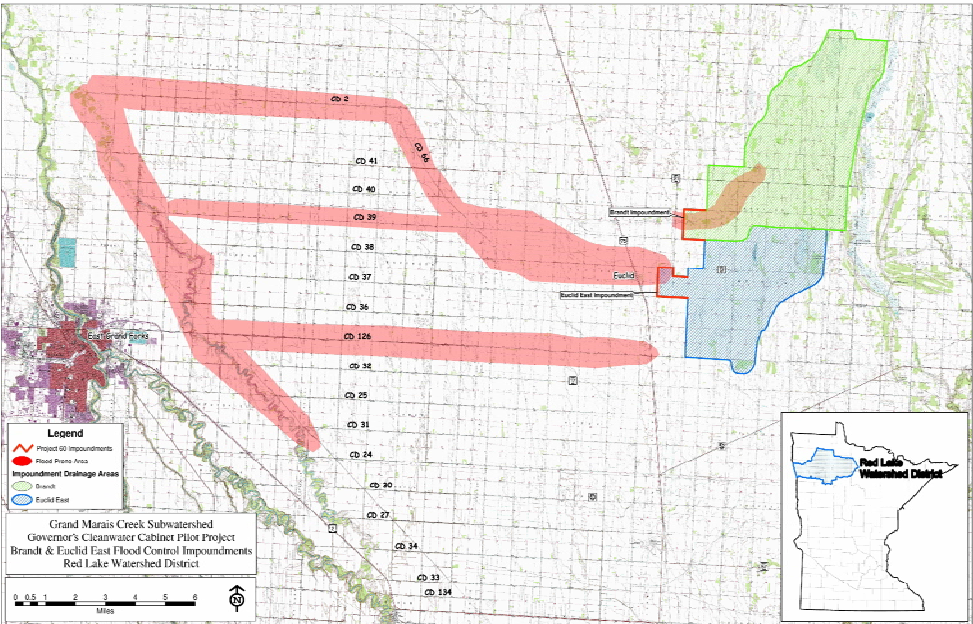 CD 2
CD 66
CD 41
CD 40
CD 39
Brandt Impoundment
CD 38
CD 37
Euclid
Euclid East Impoundment
CD 36
CD 126
East Grand Forks
CD 32
CD 25
CD 31
CD 24
CD 30
CD 27
CD 34
CD 33
CD 134
Legend
Project 60 Impoundments
Flood Prone Area
Impoundment Drainage Areas
Brandt
Euclid East
Grand Marais Creek Subwatershed
Governor's Cleanwater Cabinet Pilot Project
Brandt & Euclid East Flood Control Impoundments
Red Lake Watershed District
0 0.5 1 2 3 4 5 6
Miles
N
Red Lake
Watershed District